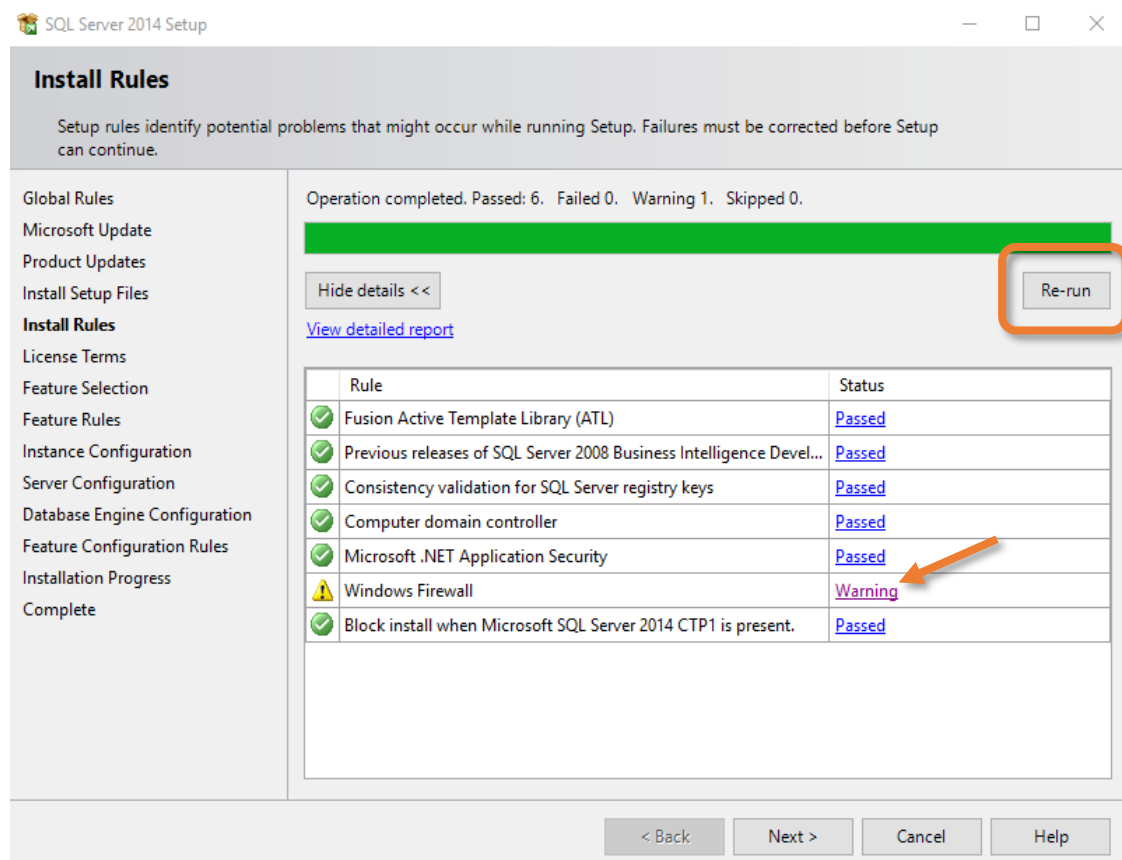 SQL Server 2014 Setup
Install Rules
Setup rules identify potential problems that might occur while running Setup. Failures must be corrected before Setup
can continue.
Global Rules
Microsoft Update
Product Updates
Install Setup Files
Install Rules
License Terms
Feature Selection
Feature Rules
Instance Configuration
Server Configuration
Database Engine Configuration
Feature Configuration Rules
Installation Progress
Complete
Operation completed. Passed: 6.   Failed 0.   Warning 1.   Skipped 0.
Hide details <<
Re-run
View detailed report
Rule Status
Fusion Active Template Library (ATL) Passed
Previous releases of SQL Server 2008 Business Intelligence Devel... Passed
Consistency validation for SQL Server registry keys Passed
Computer domain controller Passed
Microsoft .NET Application Security Passed
Windows Firewall Warning
Block install when Microsoft SQL Server 2014 CTP1 is present. Passed
< Back Next > Cancel Help